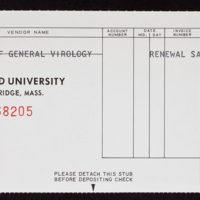 VENDOR NAME ACCOUNT NUMBER DATE MO. DAY INVOICE NUMBER
F GENERAL VIROLOGY RENEWAL SA
D UNIVERSITY
RIDGE, MASS.
68205
PLEASE DETACH THIS STUB
BEFORE DEPOSITING CHECK